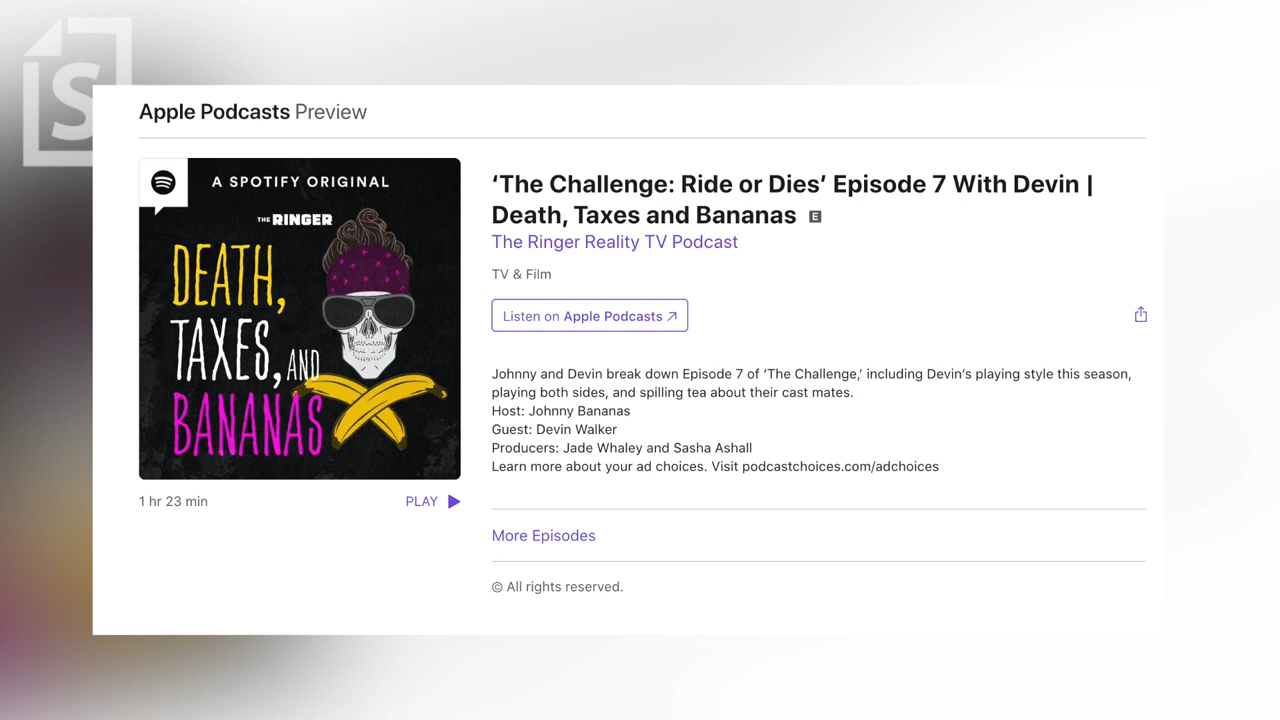 S
Apple Podcasts Preview
A SPOTIFY ORIGINAL
THE RINGER
DEATH,
TAXES, AND
BANANAS
1 hr 23 min
PLAY
‘The Challenge: Ride or Dies’ Episode 7 With Devin |
Death, Taxes and Bananas E
The Ringer Reality TV Podcast
TV & Film
Listen on Apple Podcasts ↗
Johnny and Devin break down Episode 7 of ‘The Challenge,’ including Devin’s playing style this season,
playing both sides, and spilling tea about their cast mates.
Host: Johnny Bananas
Guest: Devin Walker
Producers: Jade Whaley and Sasha Ashall
Learn more about your ad choices. Visit podcastchoices.com/adchoices
More Episodes
© All rights reserved.